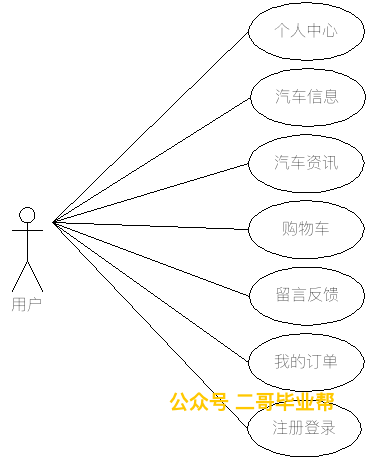 个人中心
汽车信息
汽车资讯
购物车
留言反馈
用户
我的订单
公众号 二哥毕业帮
注册登录